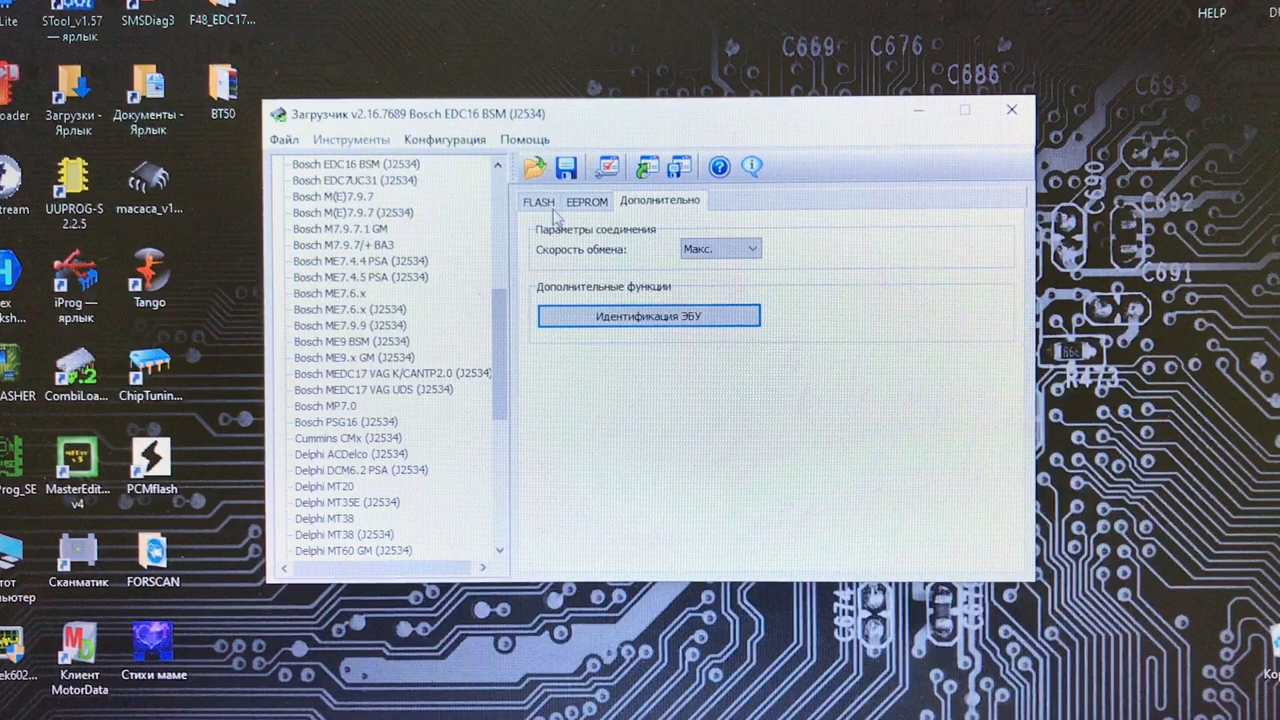 Lite
STool_v1.57
— ярлык
SMSDiag3
F48_EDC17...
Загрузки -
Ярлык
Документы -
Ярлык
BT50
UUPROG-S
2.2.5
macaca_v1...
iProg —
ярлык
Tango
CombiLoa...
ChipTunin...
MasterEdit...
v4
PCMflash
Сканматик
FORSCAN
Клиент
MotorData
Стихи маме
HELP
Загрузчик v2.16.7689 Bosch EDC16 BSM (J2534)
Файл Инструменты Конфигурация Помощь
Bosch EDC16 BSM (J2534)
Bosch EDC7UC31 (J2534)
Bosch M(E)7.9.7
Bosch M(E)7.9.7 (J2534)
Bosch M7.9.7.1 GM
Bosch M7.9.7/+ ВАЗ
Bosch ME7.4.4 PSA (J2534)
Bosch ME7.4.5 PSA (J2534)
Bosch ME7.6.x
Bosch ME7.6.x (J2534)
Bosch ME7.9.9 (J2534)
Bosch ME9 BSM (J2534)
Bosch ME9.x GM (J2534)
Bosch MEDC17 VAG K/CANTP2.0 (J2534)
Bosch MEDC17 VAG UDS (J2534)
Bosch MP7.0
Bosch PSG16 (J2534)
Cummins CMx (J2534)
Delphi ACDelco (J2534)
Delphi DCM6.2 PSA (J2534)
Delphi MT20
Delphi MT35E (J2534)
Delphi MT38
Delphi MT38 (J2534)
Delphi MT60 GM (J2534)
FLASH EEPROM Дополнительно
Параметры соединения
Скорость обмена: Макс.
Дополнительные функции
Идентификация ЭБУ
C669 C676
C686
C693
C690
C692
C691
R473